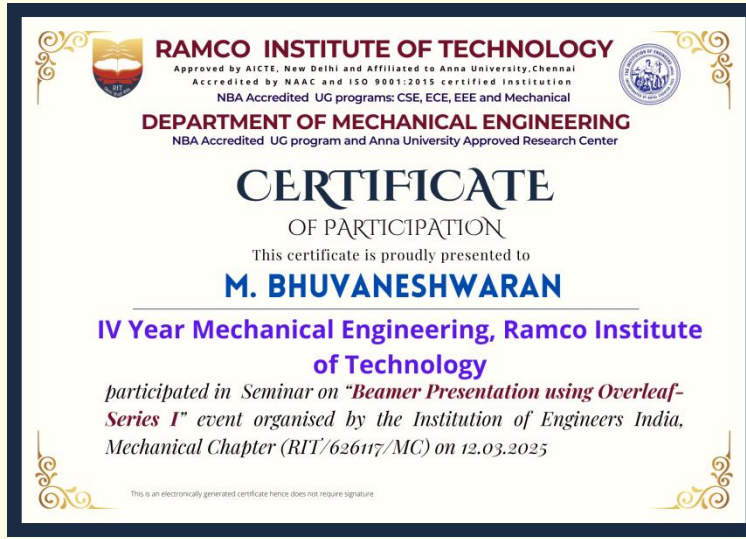 RAMCO INSTITUTE OF TECHNOLOGY
Approved by AICTE, New Delhi and Affiliated to Anna University, Chennai
Accredited by NAAC and ISO 9001:2015 certified Institution
NBA Accredited UG programs: CSE, ECE, EEE and Mechanical
DEPARTMENT OF MECHANICAL ENGINEERING
NBA Accredited UG program and Anna University Approved Research Center
RIT
CERTIFICATE
OF PARTICIPATION
This certificate is proudly presented to
M. BHUVANESHWARAN
IV Year Mechanical Engineering, Ramco Institute
of Technology
participated in Seminar on “Beamer Presentation using Overleaf-
Series I” event organised by the Institution of Engineers India,
Mechanical Chapter (RIT/626117/MC) on 12.03.2025
This is an electronically generated certificate hence does not require signature